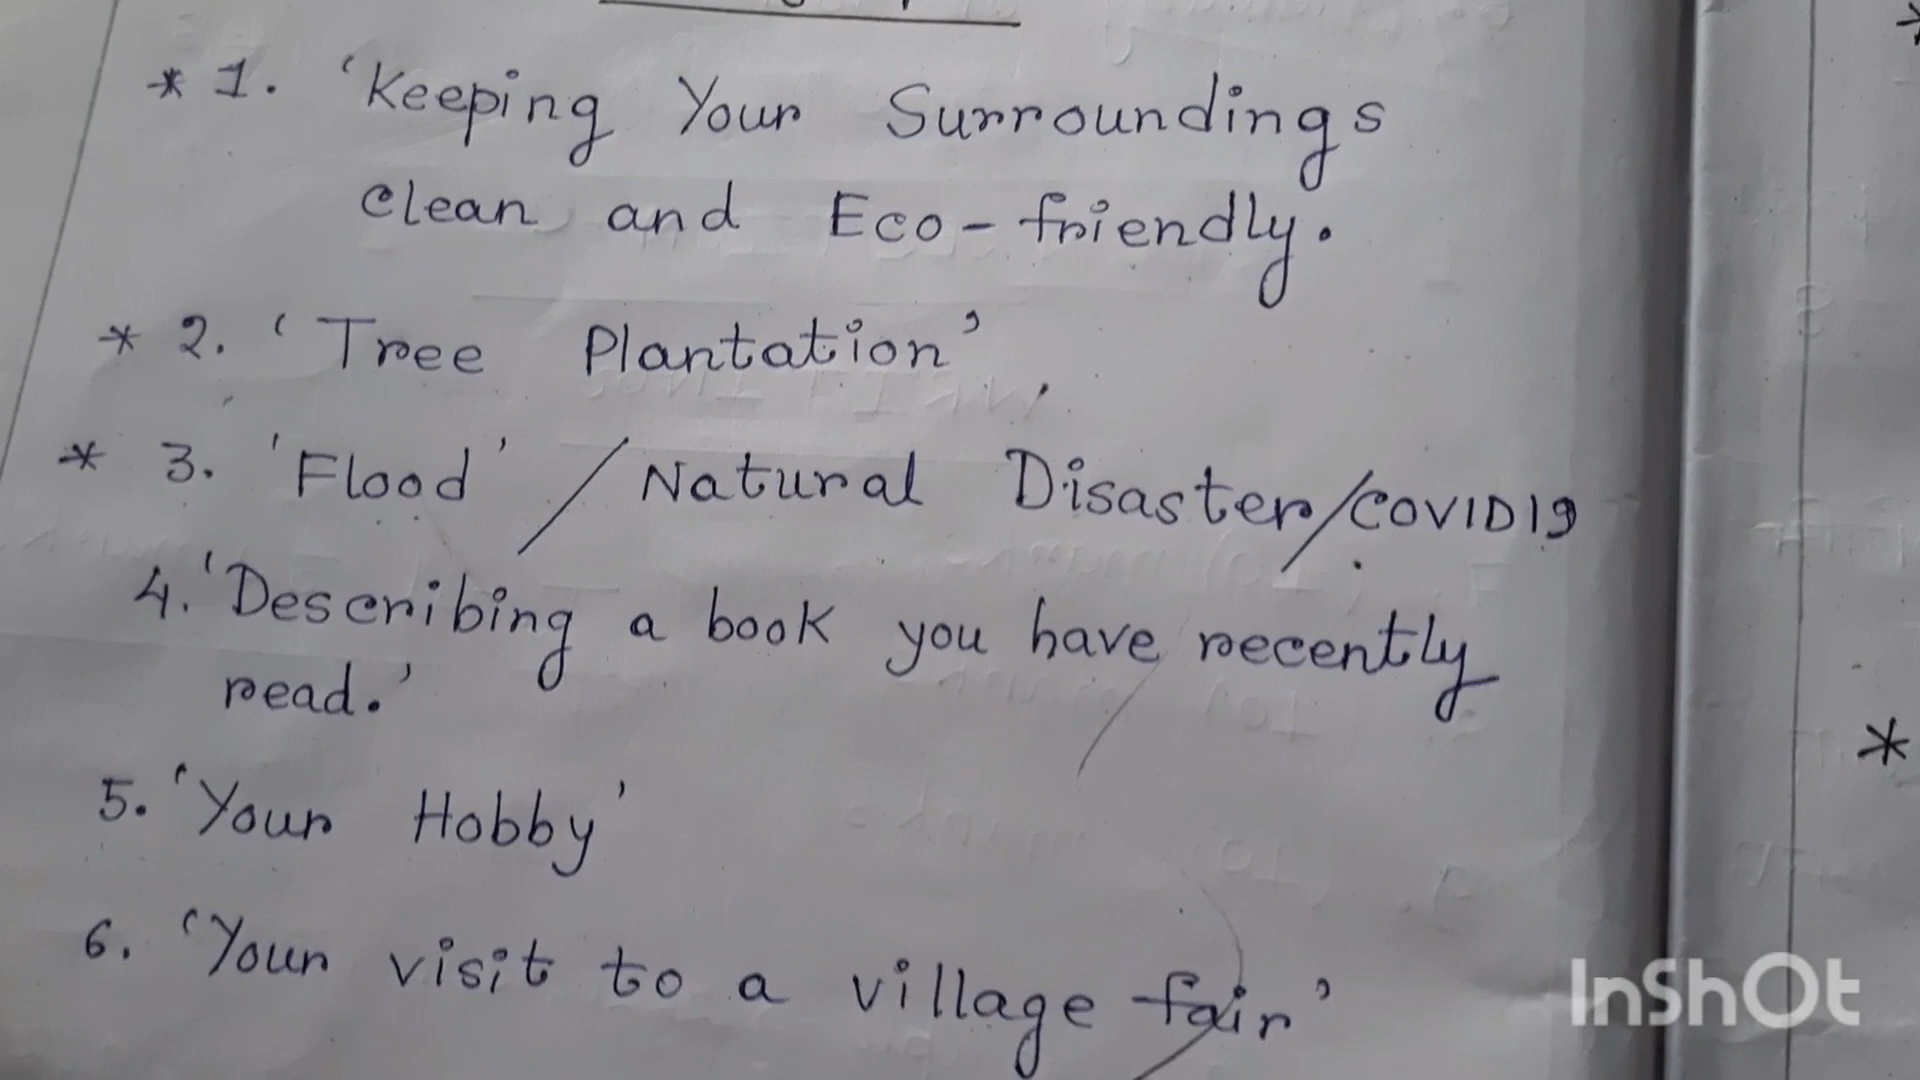 * 1. 'Keeping Your Surroundings
clean and Eco-friendly.
* 2. 'Tree Plantation'
* 3. 'Flood' / Natural Disaster/COVID19
4. 'Describing a book you have recently
read.'
5. 'Your Hobby'
6. 'Your visit to a village fair'
*
InShOt